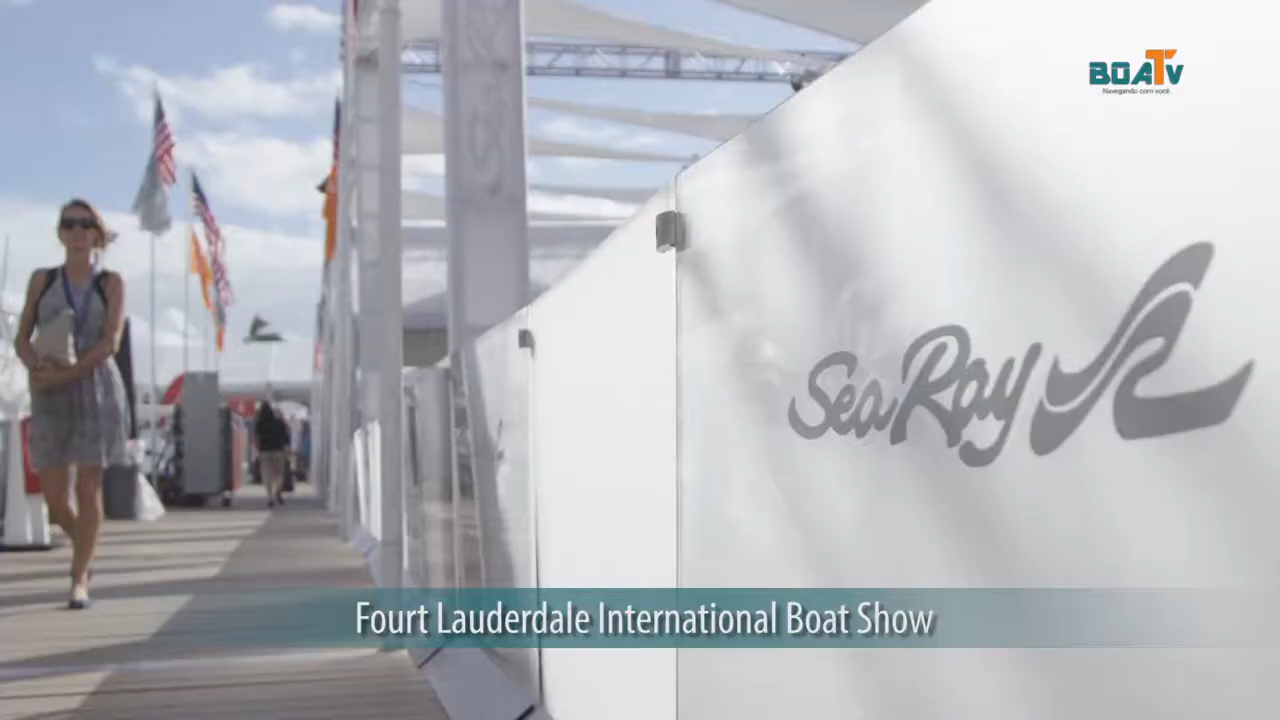 BOATV
Navegando com você
Sea Ray
Fourt Lauderdale International Boat Show